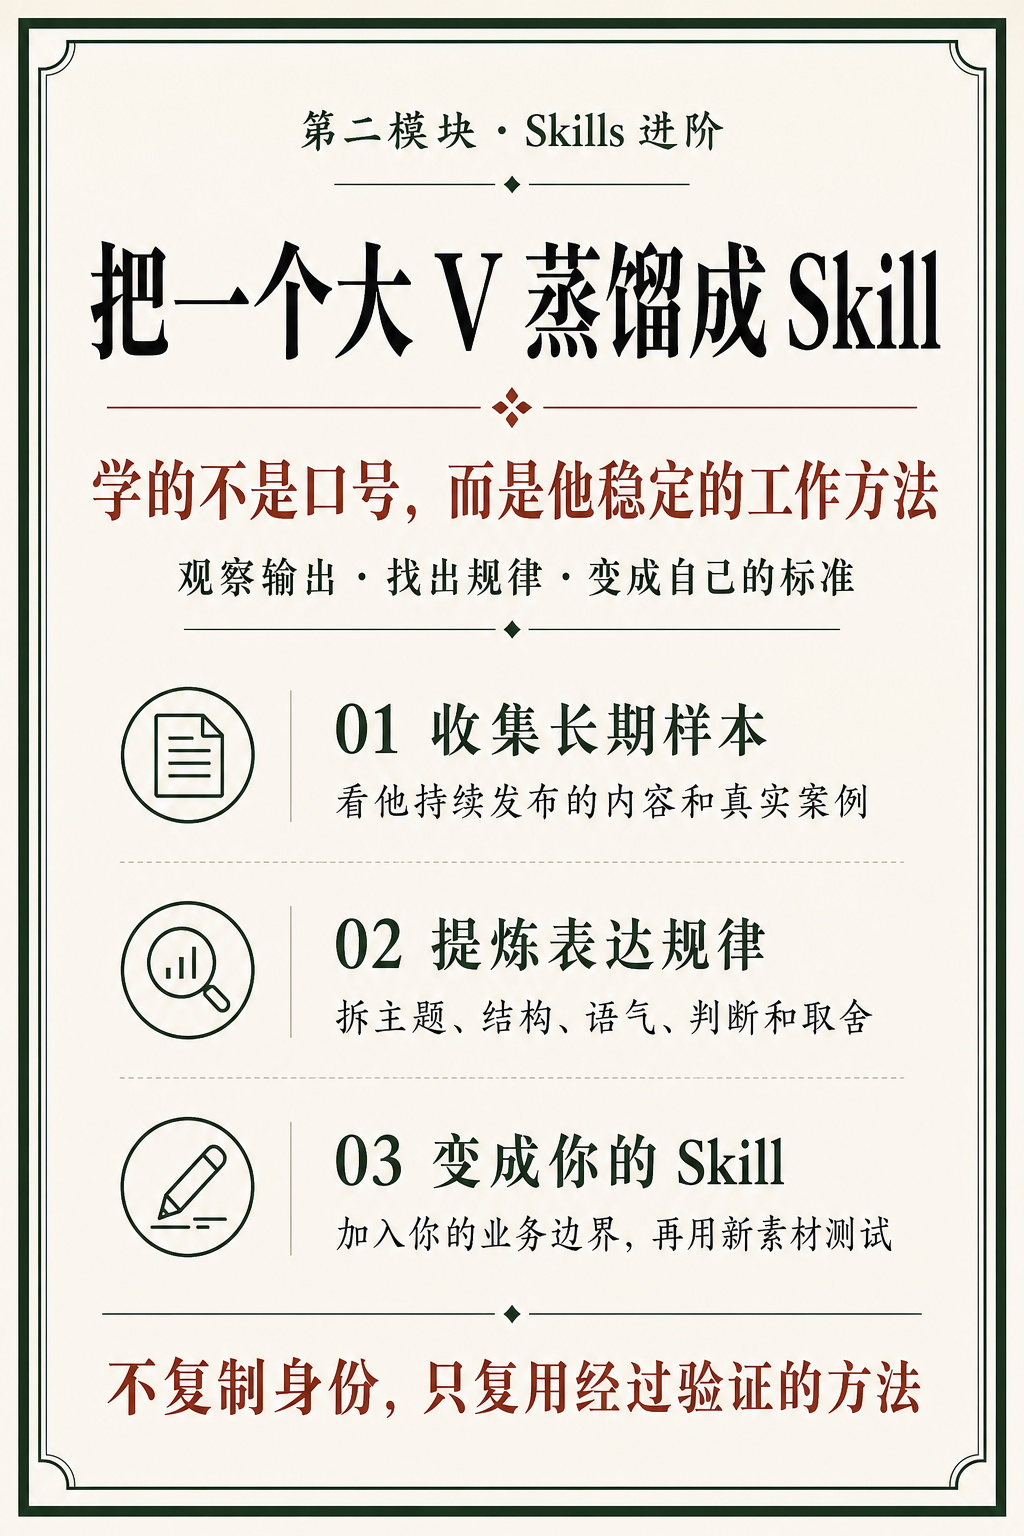 第二模块 · Skills 进阶
把一个大 V 蒸馏成 Skill
学的不是口号，而是他稳定的工作方法
观察输出 · 找出规律 · 变成自己的标准
01 收集长期样本
看他持续发布的内容和真实案例
02 提炼表达规律
拆主题、结构、语气、判断和取舍
03 变成你的 Skill
加入你的业务边界，再用新素材测试
不复制身份，只复用经过验证的方法